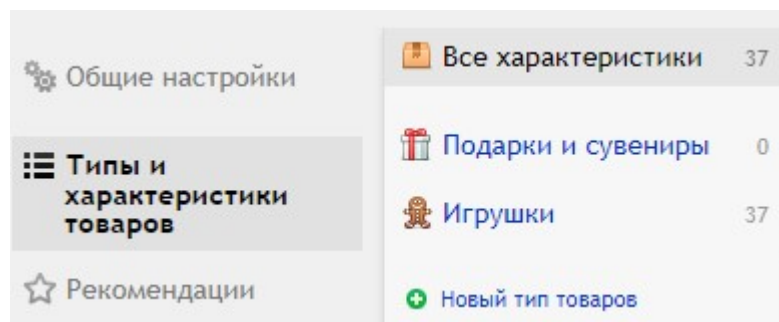 Общие настройки
Типы и
характеристики
товаров
Рекомендации
Все характеристики 37
Подарки и сувениры 0
Игрушки 37
Новый тип товаров